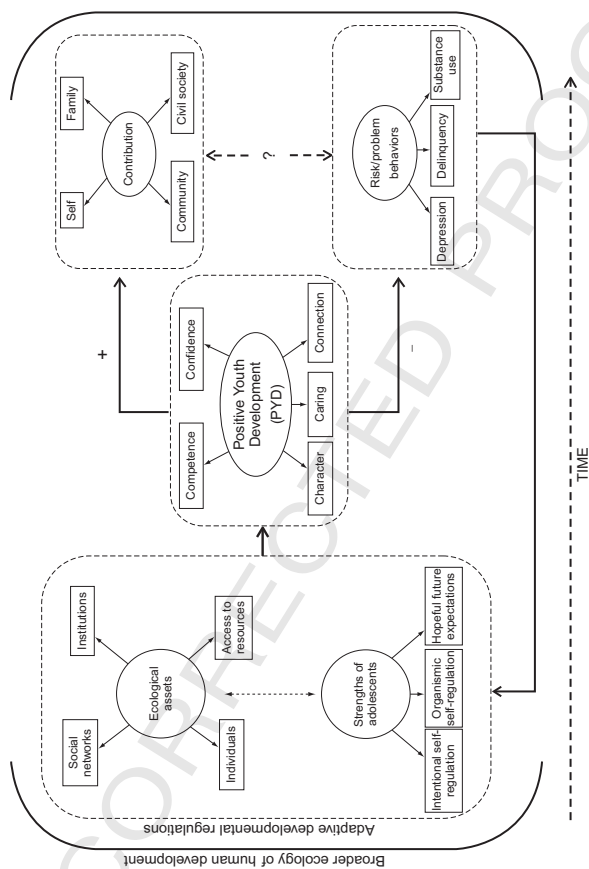 Broader ecology of human development
Adaptive developmental regulations
Social
networks
Institutions
Ecological
assets
Individuals
Access to
resources
Strengths of
adolescents
Intentional self-
regulation
Organismic
self-regulation
Hopeful future
expectations
Competence
Confidence
Positive Youth
Development
(PYD)
Character
Caring
Connection
+
–
Self
Family
Contribution
Community
Civil society
?
Risk/problem
behaviors
Depression
Delinquency
Substance
use
TIME
CORRECTED PROO